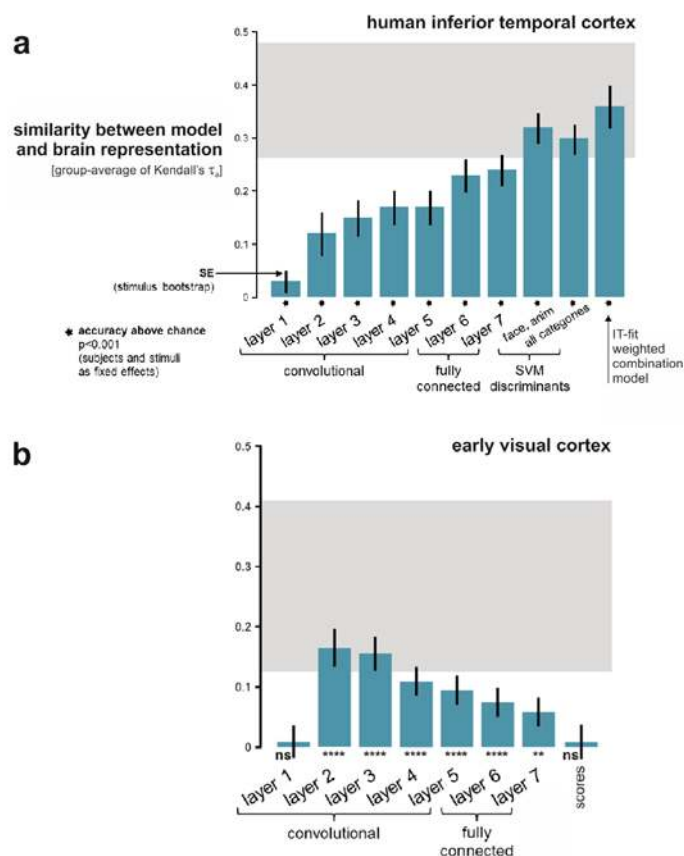 human inferior temporal cortex
a
0.5
0.4
0.3
0.2
0.1
0
similarity between model
and brain representation
[group-average of Kendall's τa]
SE
(stimulus bootstrap)
* accuracy above chance
p<0.001
(subjects and stimuli
as fixed effects)
* * * * * * * * * *
layer 1
layer 2
layer 3
layer 4
layer 5
layer 6
layer 7
face, anim
all categories
convolutional
fully
connected
SVM
discriminants
IT-fit
weighted
combination
model
b
early visual cortex
0.5
0.4
0.3
0.2
0.1
0
ns **** **** **** **** **** ** ns
layer 1
layer 2
layer 3
layer 4
layer 5
layer 6
layer 7
scores
convolutional
fully
connected